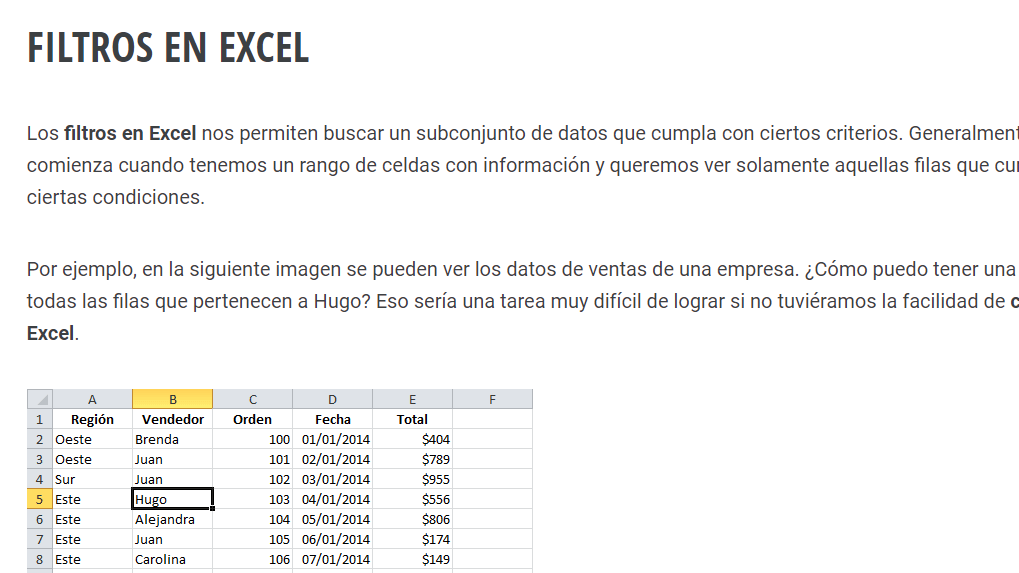 FILTROS EN EXCEL
Los filtros en Excel nos permiten buscar un subconjunto de datos que cumpla con ciertos criterios. Generalment
comienza cuando tenemos un rango de celdas con información y queremos ver solamente aquellas filas que cu
ciertas condiciones.
Por ejemplo, en la siguiente imagen se pueden ver los datos de ventas de una empresa. ¿Cómo puedo tener una
todas las filas que pertenecen a Hugo? Eso sería una tarea muy difícil de lograr si no tuviéramos la facilidad de
Excel.
A B C D E F
1 Región Vendedor Orden Fecha Total
2 Oeste Brenda 100 01/01/2014 $404
3 Oeste Juan 101 02/01/2014 $789
4 Sur Juan 102 03/01/2014 $955
5 Este Hugo 103 04/01/2014 $556
6 Este Alejandra 104 05/01/2014 $806
7 Este Juan 105 06/01/2014 $174
8 Este Carolina 106 07/01/2014 $149